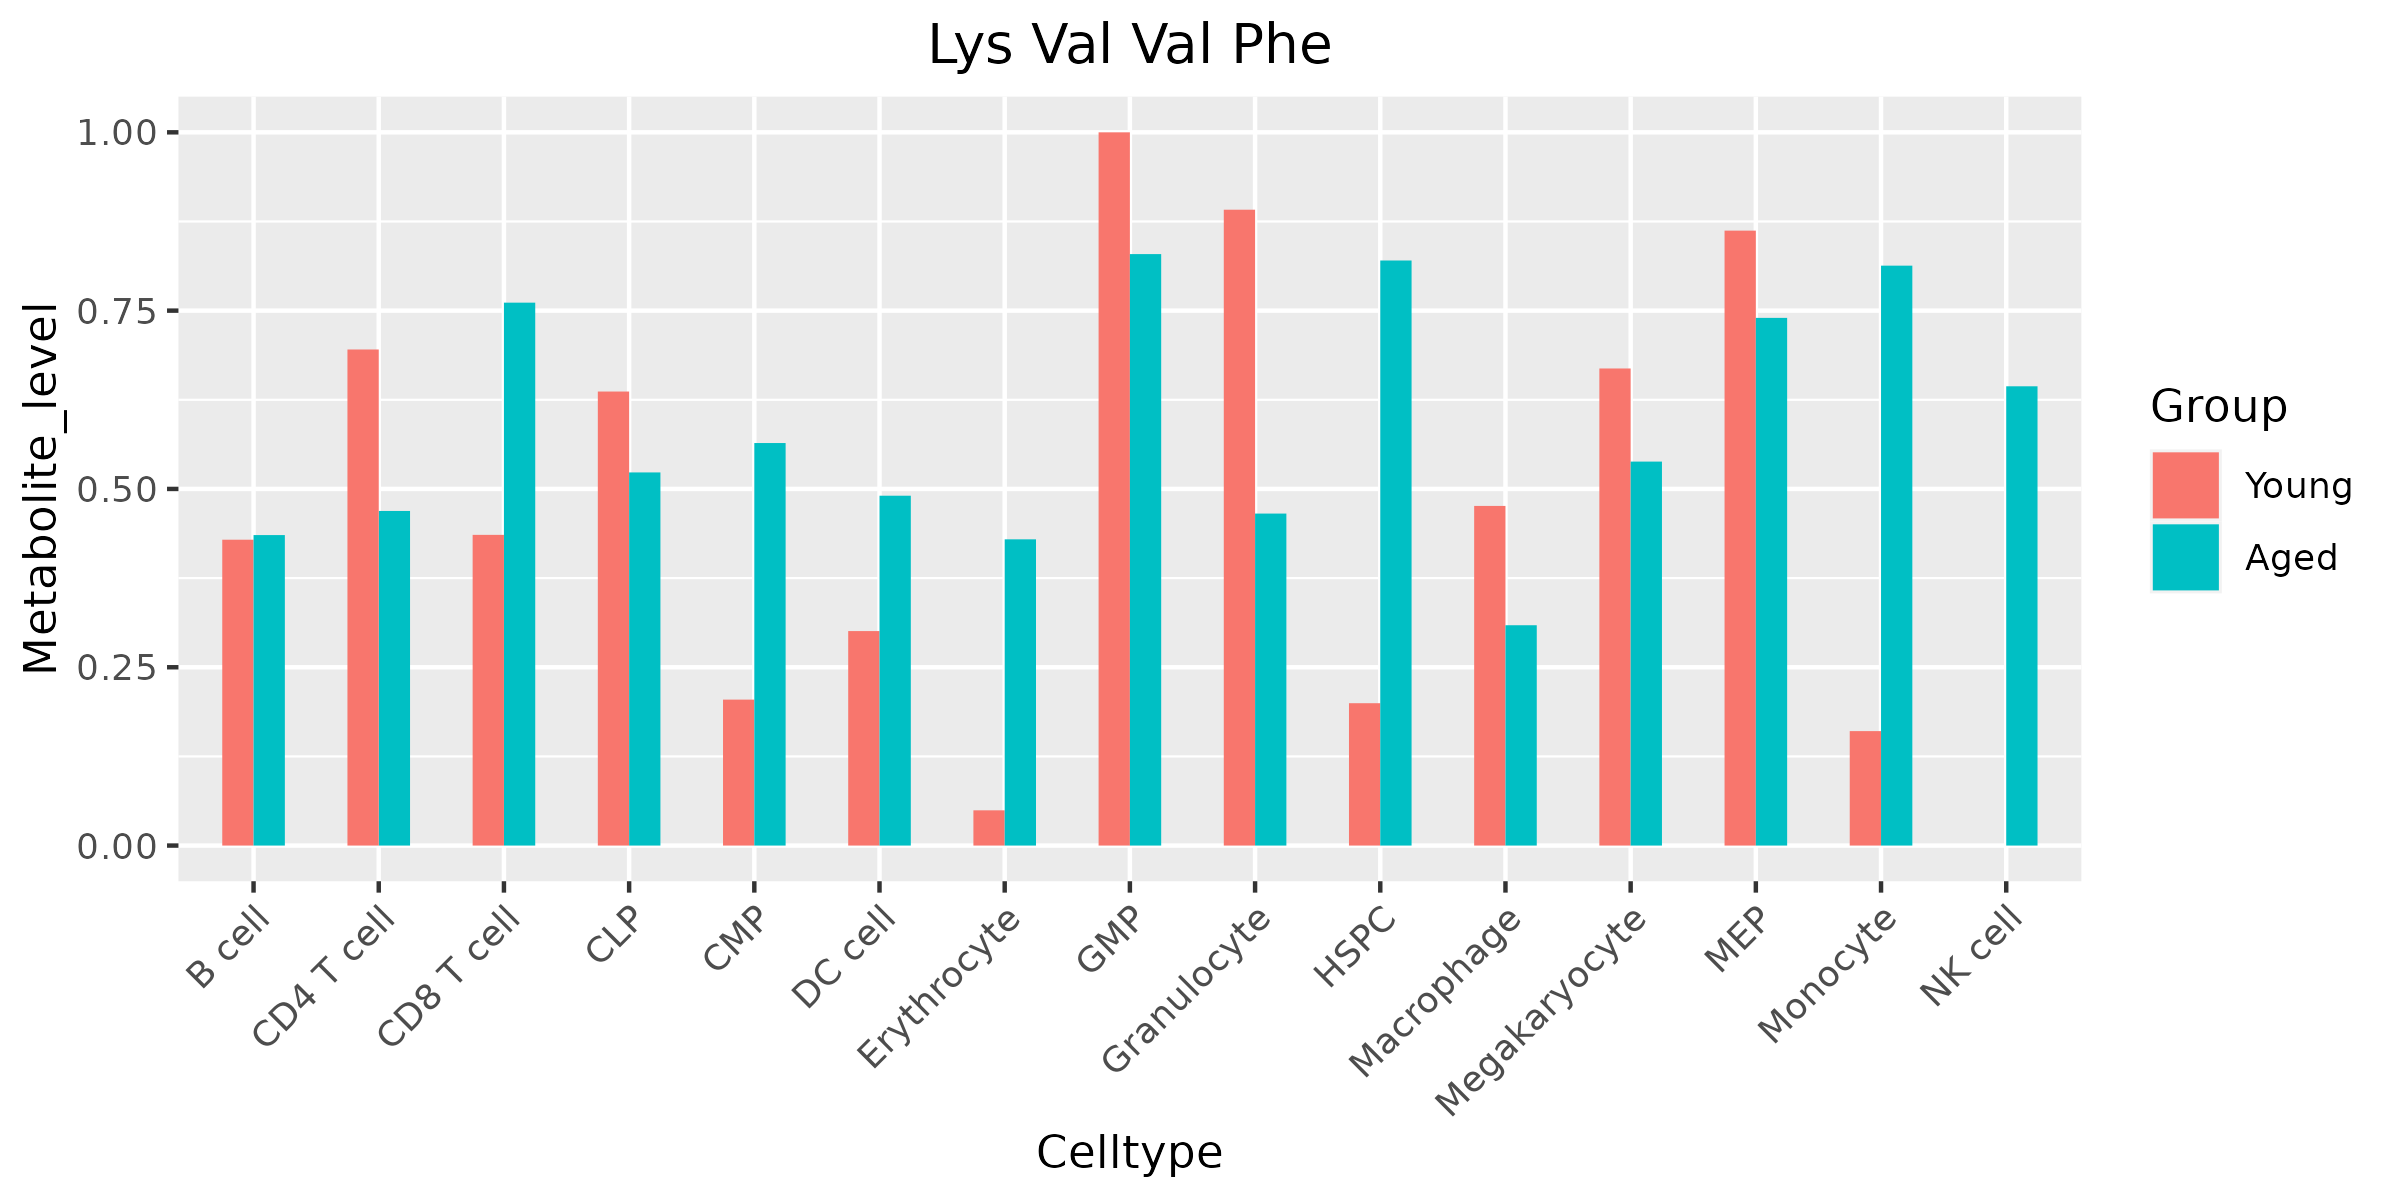 Lys Val Val Phe
Metabolite_level
1.00
0.75
0.50
0.25
0.00
B cell
CD4 T cell
CD8 T cell
CLP
CMP
DC cell
Erythrocyte
GMP
Granulocyte
HSPC
Macrophage
Megakaryocyte
MEP
Monocyte
NK cell
Celltype
Group
Young
Aged